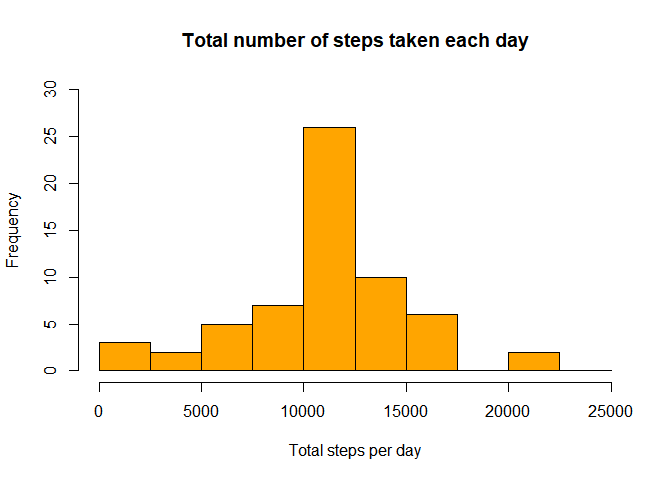 Total number of steps taken each day
Frequency
30
25
20
15
10
5
0
0 5000 10000 15000 20000 25000
Total steps per day